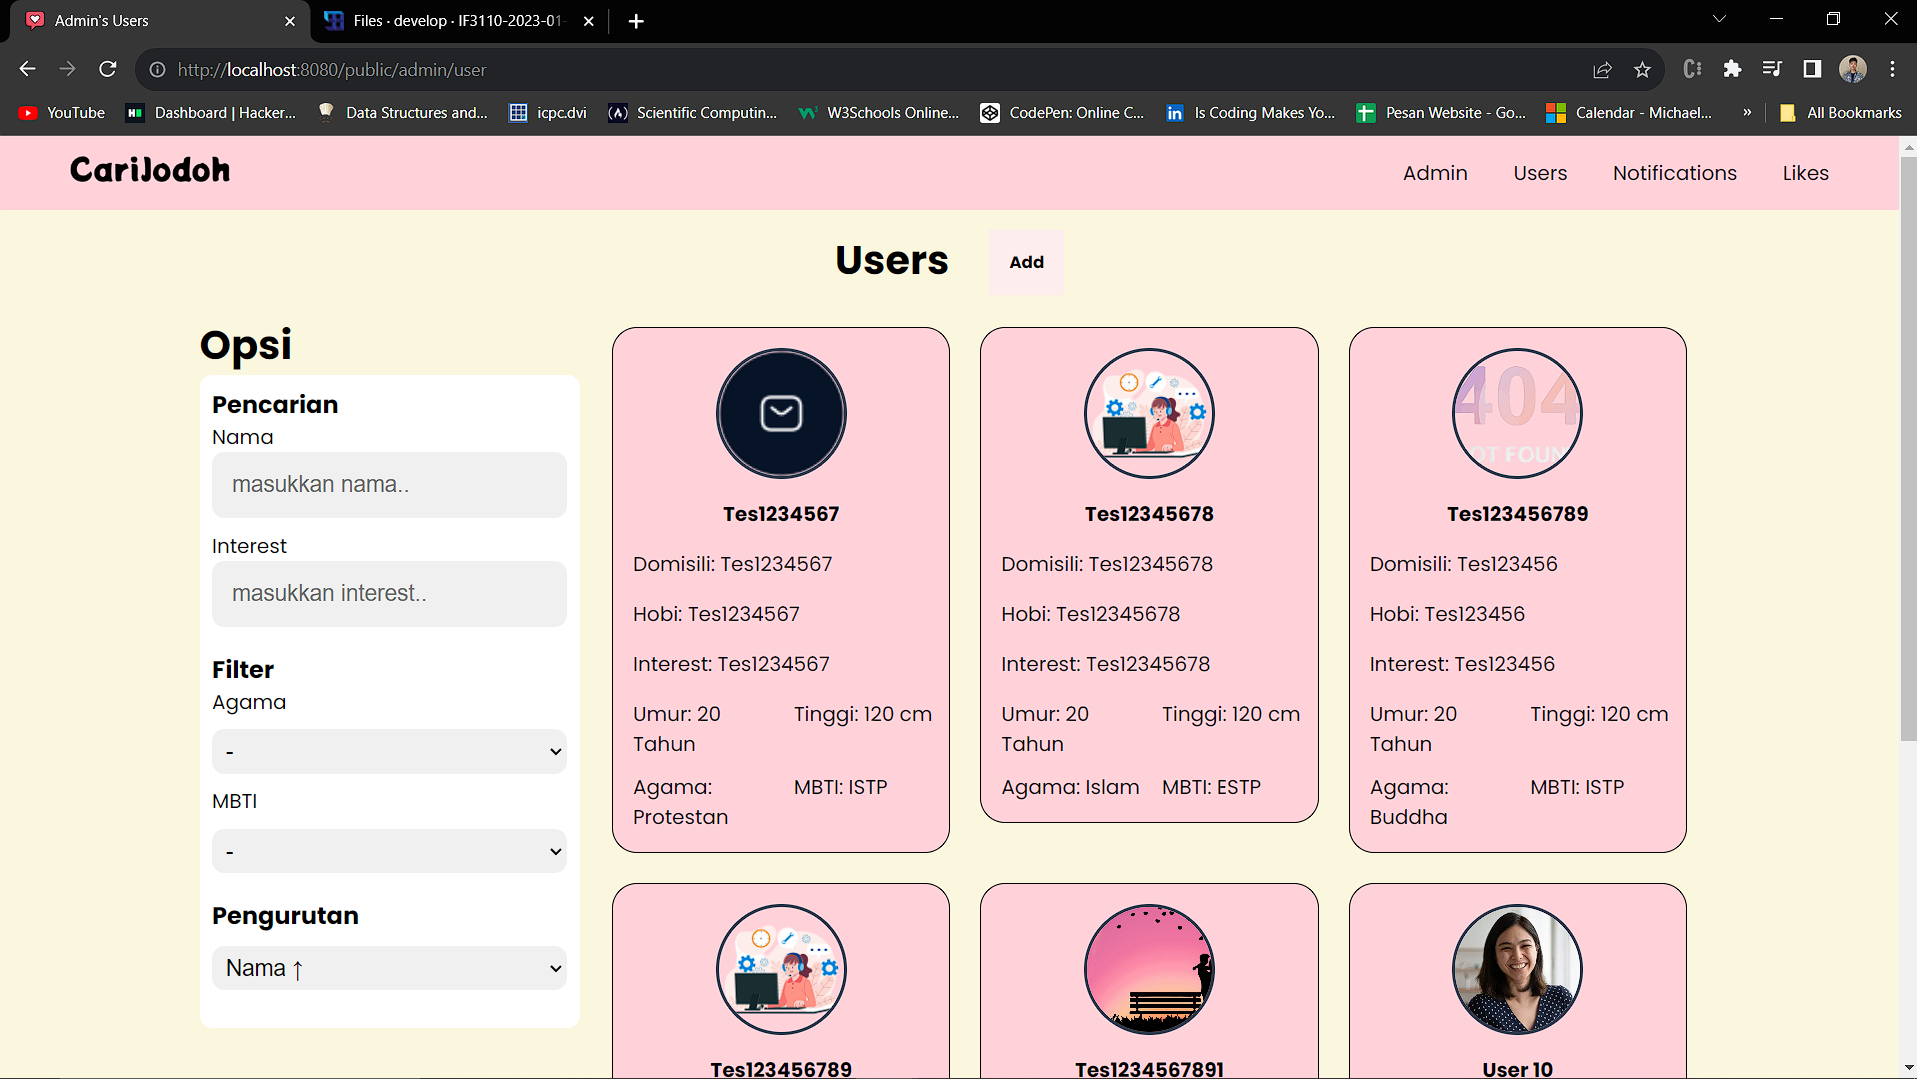 Admin's Users
Files · develop · IF3110-2023-01-
http://localhost:8080/public/admin/user
YouTube
Dashboard | Hacker...
Data Structures and...
icpc.dvi
Scientific Computin...
W3Schools Online...
CodePen: Online C...
Is Coding Makes Yo...
Pesan Website - Go...
Calendar - Michael...
»
All Bookmarks
CariJodoh
Admin
Users
Notifications
Likes
Users
Add
Opsi
Pencarian
Nama
masukkan nama..
Interest
masukkan interest..
Filter
Agama
-
MBTI
-
Pengurutan
Nama ↑
Tes1234567
Domisili: Tes1234567
Hobi: Tes1234567
Interest: Tes1234567
Umur: 20 Tahun
Tinggi: 120 cm
Agama: Protestan
MBTI: ISTP
Tes12345678
Domisili: Tes12345678
Hobi: Tes12345678
Interest: Tes12345678
Umur: 20 Tahun
Tinggi: 120 cm
Agama: Islam
MBTI: ESTP
404
OT FOUN
Tes123456789
Domisili: Tes123456
Hobi: Tes123456
Interest: Tes123456
Umur: 20 Tahun
Tinggi: 120 cm
Agama: Buddha
MBTI: ISTP
Tes123456789
Tes1234567891
User 10